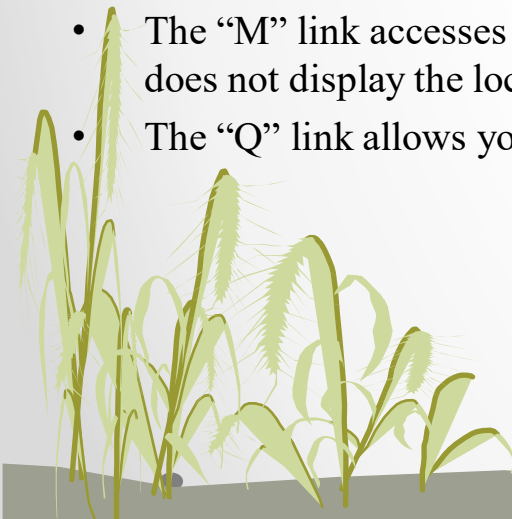 • The “M” link accesses
does not display the loc
• The “Q” link allows yo